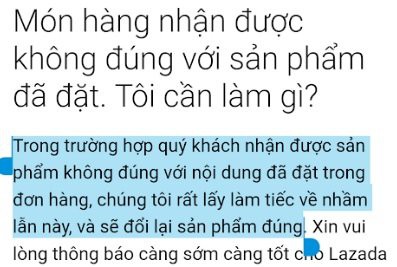 Món hàng nhận được
không đúng với sản phẩm
đã đặt. Tôi cần làm gì?
Trong trường hợp quý khách nhận được sản
phẩm không đúng với nội dung đã đặt trong
đơn hàng, chúng tôi rất lấy làm tiếc về nhầm
lẫn này, và sẽ đổi lại sản phẩm đúng. Xin vui
lòng thông báo càng sớm càng tốt cho Lazada